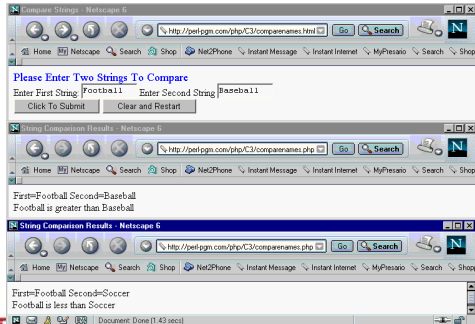 Compare Strings - Netscape 6
http://perl-pgm.com/php/C3/comparenames.html Go Search
Home My Netscape Search Shop Net2Phone Instant Message Instant Internet MyPresario Search Shop
Please Enter Two Strings To Compare
Enter First String: Football Enter Second String Baseball
Click To Submit Clear and Restart
String Comparison Results - Netscape 6
http://perl-pgm.com/php/C3/comparenames.php Go Search
Home My Netscape Search Shop Net2Phone Instant Message Instant Internet MyPresario Search Shop
First=Football Second=Baseball
Football is greater than Baseball
String Comparison Results - Netscape 6
http://perl-pgm.com/php/C3/comparenames.php Go Search
Home My Netscape Search Shop Net2Phone Instant Message Instant Internet MyPresario Search Shop
First=Football Second=Soccer
Football is less than Soccer
Document: Done (1.43 secs)